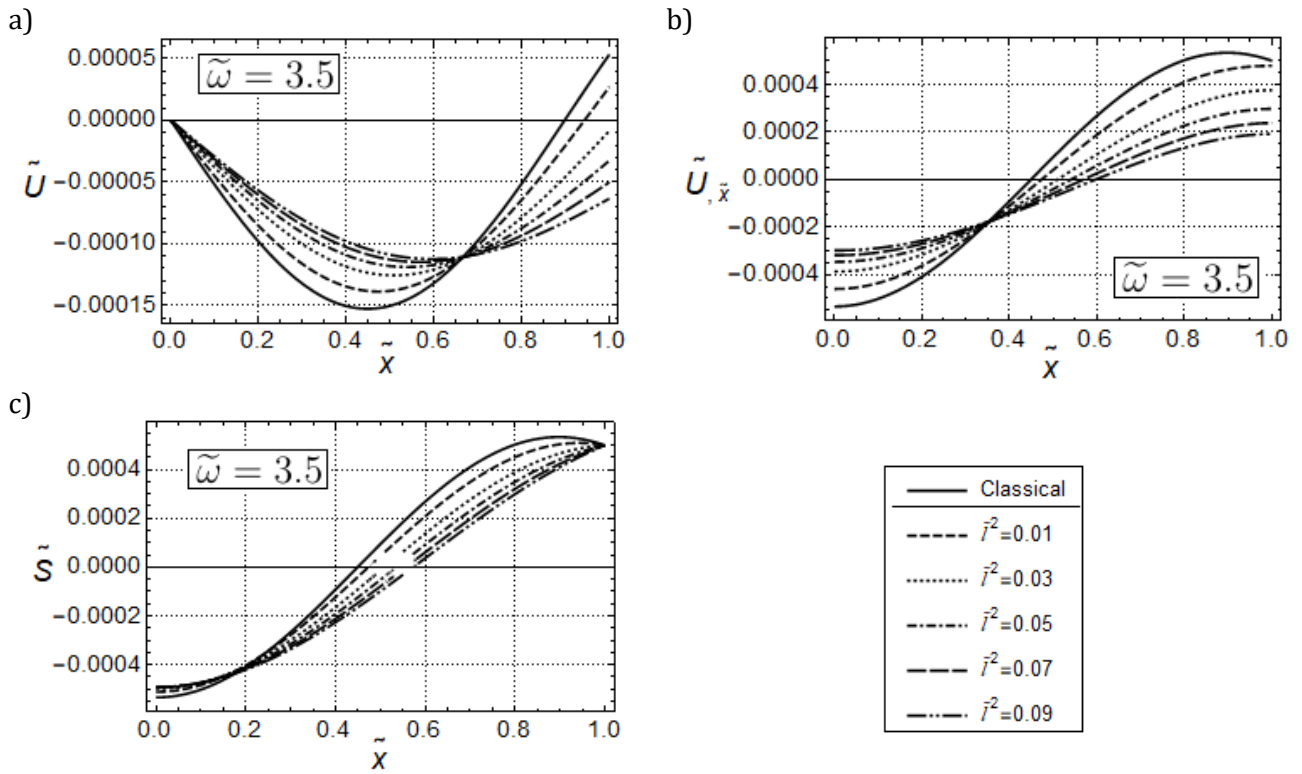 a)
0.00005
0.00000
−0.00005
−0.00010
−0.00015
Ũ
ω̃ = 3.5
0.0 0.2 0.4 0.6 0.8 1.0
x̃
b)
0.0004
0.0002
0.0000
−0.0002
−0.0004
Ũ,x̃
ω̃ = 3.5
0.0 0.2 0.4 0.6 0.8 1.0
x̃
c)
0.0004
0.0002
0.0000
−0.0002
−0.0004
S̃
ω̃ = 3.5
0.0 0.2 0.4 0.6 0.8 1.0
x̃
Classical
l̄²=0.01
l̄²=0.03
l̄²=0.05
l̄²=0.07
l̄²=0.09